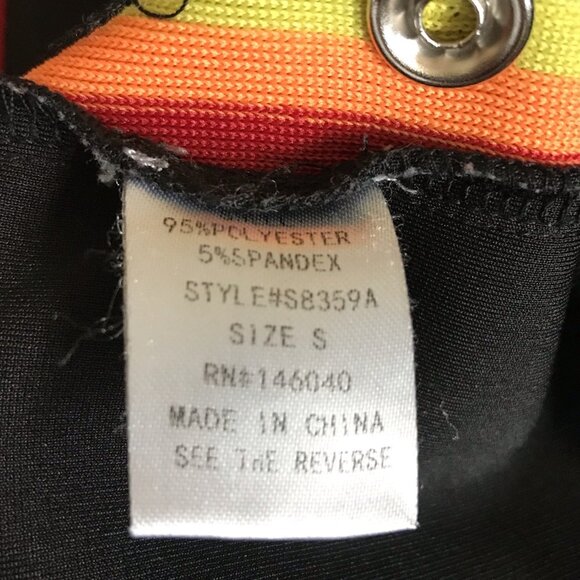 95%POLYESTER
5%SPANDEX
STYLE#S8359A
SIZE S
RN#146040
MADE IN CHINA
SEE THE REVERSE